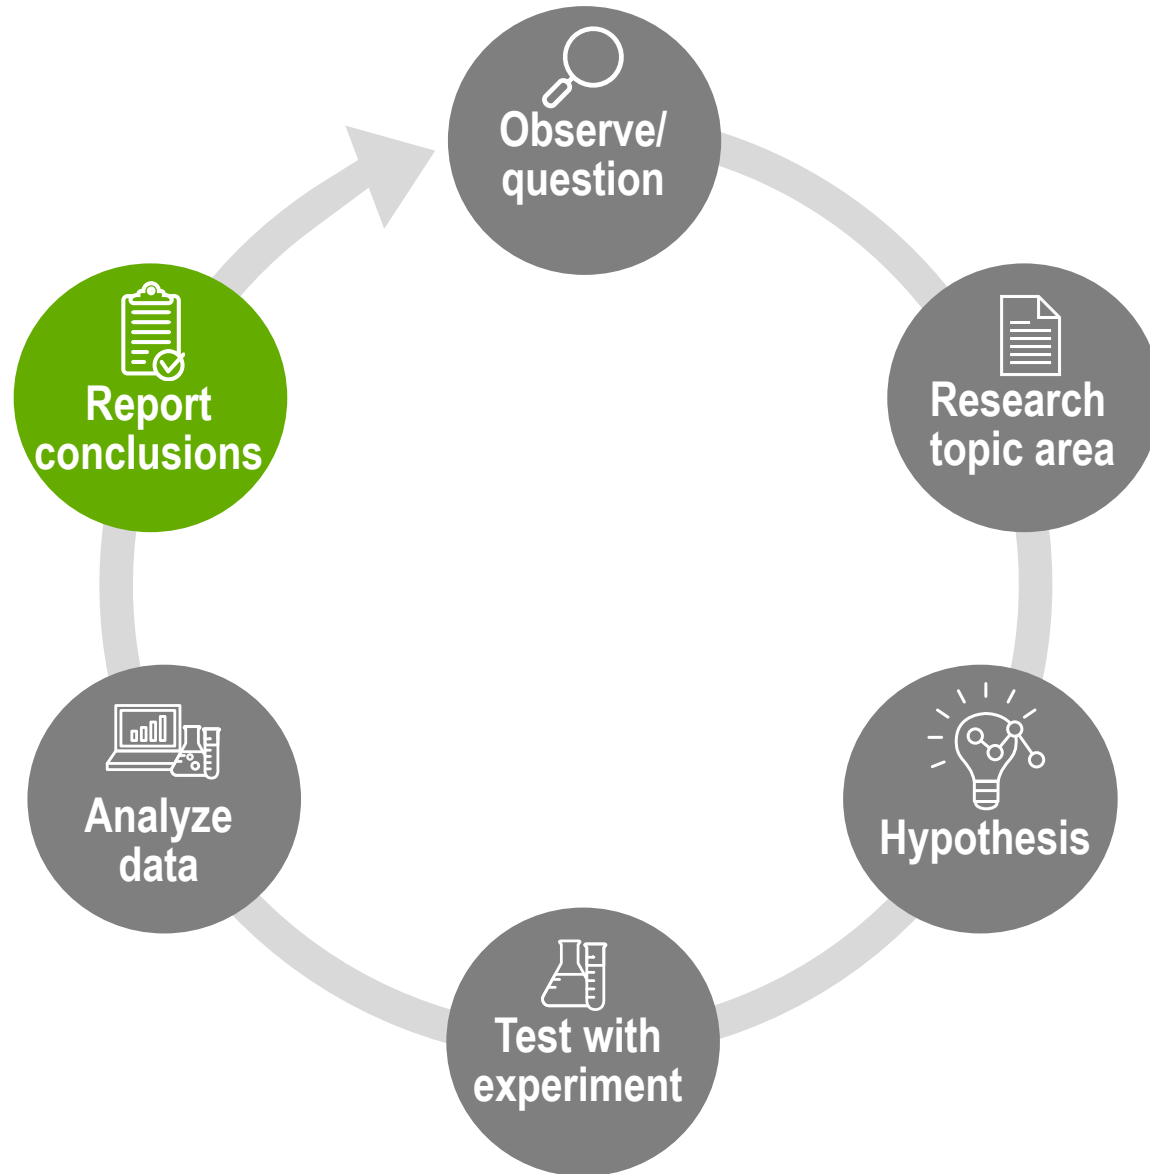 Observe/
question
Research
topic area
Hypothesis
Test with
experiment
Analyze
data
Report
conclusions